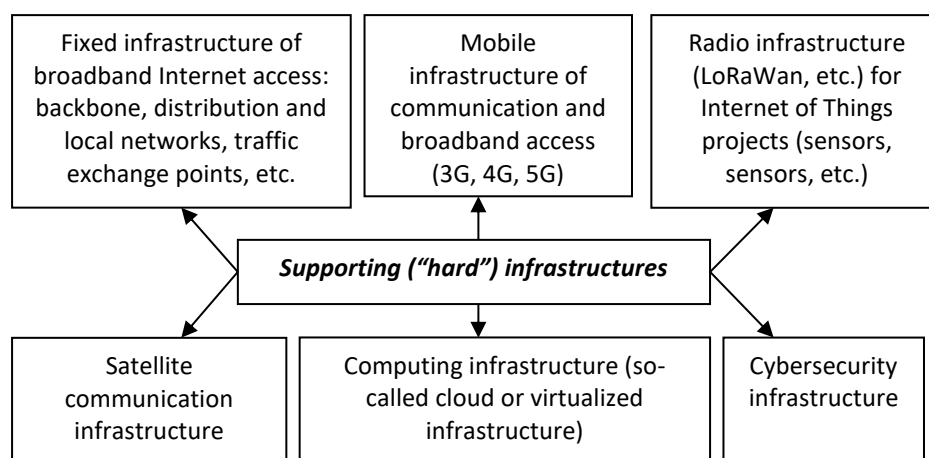 Fixed infrastructure of
broadband Internet access:
backbone, distribution and
local networks, traffic
exchange points, etc.
Mobile
infrastructure of
communication and
broadband access
(3G, 4G, 5G)
Radio infrastructure
(LoRaWan, etc.) for
Internet of Things
projects (sensors,
sensors, etc.)
Supporting (“hard”) infrastructures
Satellite
communication
infrastructure
Computing infrastructure (so-
called cloud or virtualized
infrastructure)
Cybersecurity
infrastructure